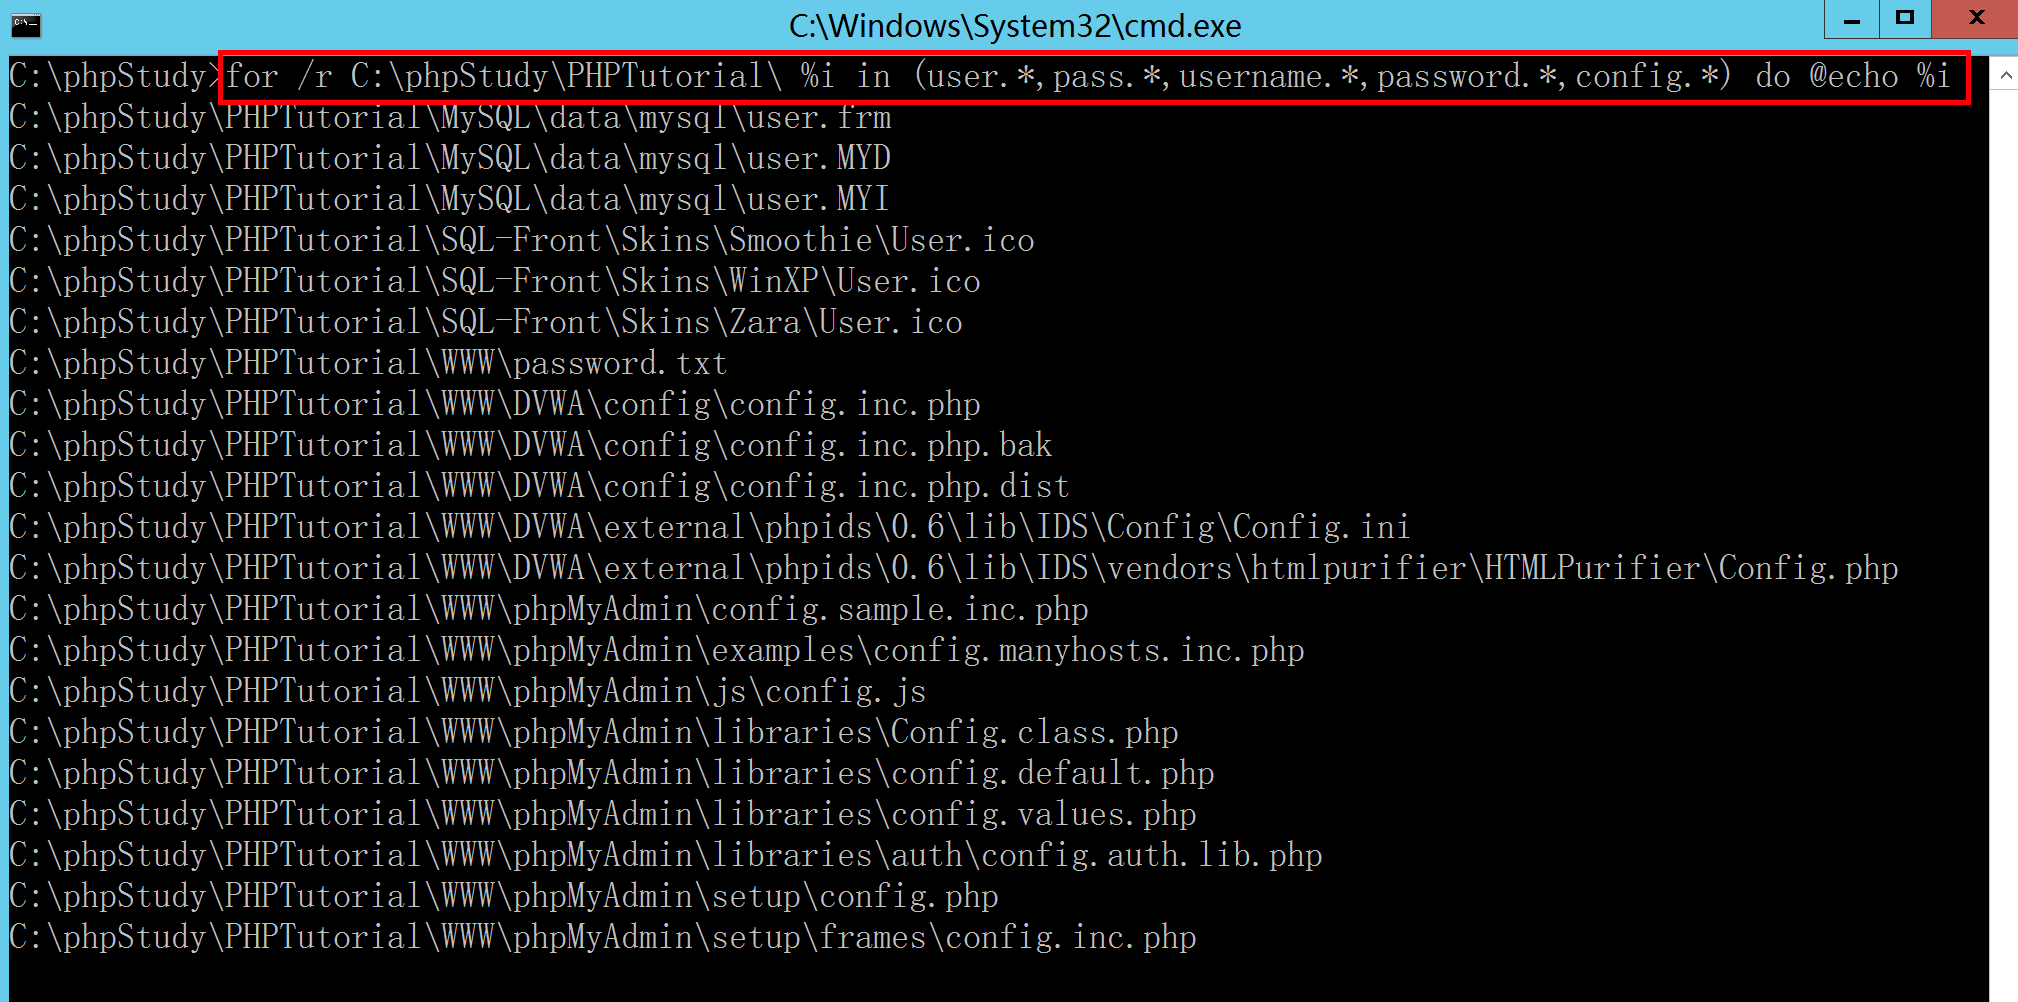 C:\Windows\System32\cmd.exe
C:\phpStudy>for /r C:\phpStudy\PHPTutorial\ %i in (user.*,pass.*,username.*,password.*,config.*) do @echo %i
C:\phpStudy\PHPTutorial\MySQL\data\mysql\user.frm
C:\phpStudy\PHPTutorial\MySQL\data\mysql\user.MYD
C:\phpStudy\PHPTutorial\MySQL\data\mysql\user.MYI
C:\phpStudy\PHPTutorial\SQL-Front\Skins\Smoothie\User.ico
C:\phpStudy\PHPTutorial\SQL-Front\Skins\WinXP\User.ico
C:\phpStudy\PHPTutorial\SQL-Front\Skins\Zara\User.ico
C:\phpStudy\PHPTutorial\WWW\password.txt
C:\phpStudy\PHPTutorial\WWW\DVWA\config\config.inc.php
C:\phpStudy\PHPTutorial\WWW\DVWA\config\config.inc.php.bak
C:\phpStudy\PHPTutorial\WWW\DVWA\config\config.inc.php.dist
C:\phpStudy\PHPTutorial\WWW\DVWA\external\phpids\0.6\lib\IDS\Config\Config.ini
C:\phpStudy\PHPTutorial\WWW\DVWA\external\phpids\0.6\lib\IDS\vendors\htmlpurifier\HTMLPurifier\Config.php
C:\phpStudy\PHPTutorial\WWW\phpMyAdmin\config.sample.inc.php
C:\phpStudy\PHPTutorial\WWW\phpMyAdmin\examples\config.manyhosts.inc.php
C:\phpStudy\PHPTutorial\WWW\phpMyAdmin\js\config.js
C:\phpStudy\PHPTutorial\WWW\phpMyAdmin\libraries\Config.class.php
C:\phpStudy\PHPTutorial\WWW\phpMyAdmin\libraries\config.default.php
C:\phpStudy\PHPTutorial\WWW\phpMyAdmin\libraries\config.values.php
C:\phpStudy\PHPTutorial\WWW\phpMyAdmin\libraries\auth\config.auth.lib.php
C:\phpStudy\PHPTutorial\WWW\phpMyAdmin\setup\config.php
C:\phpStudy\PHPTutorial\WWW\phpMyAdmin\setup\frames\config.inc.php